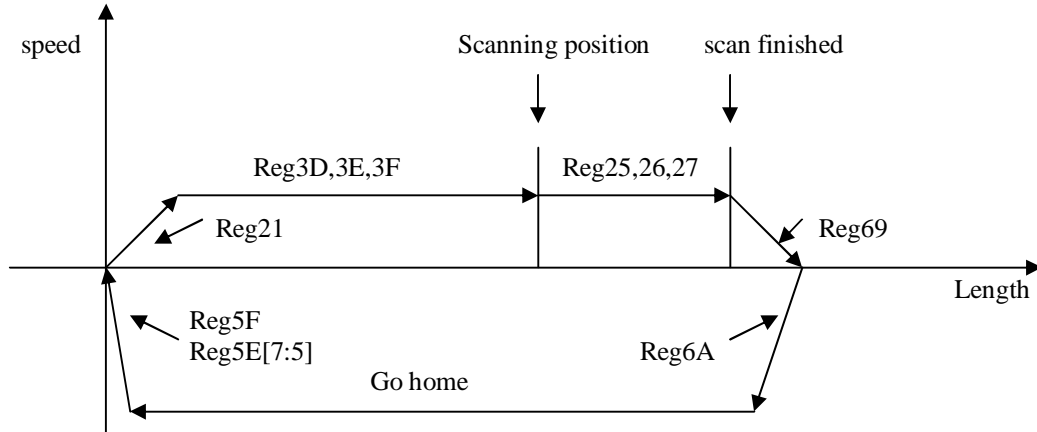 speed
Scanning position
scan finished
Reg3D,3E,3F
Reg25,26,27
Reg21
Reg69
Length
Reg5F
Reg5E[7:5]
Reg6A
Go home